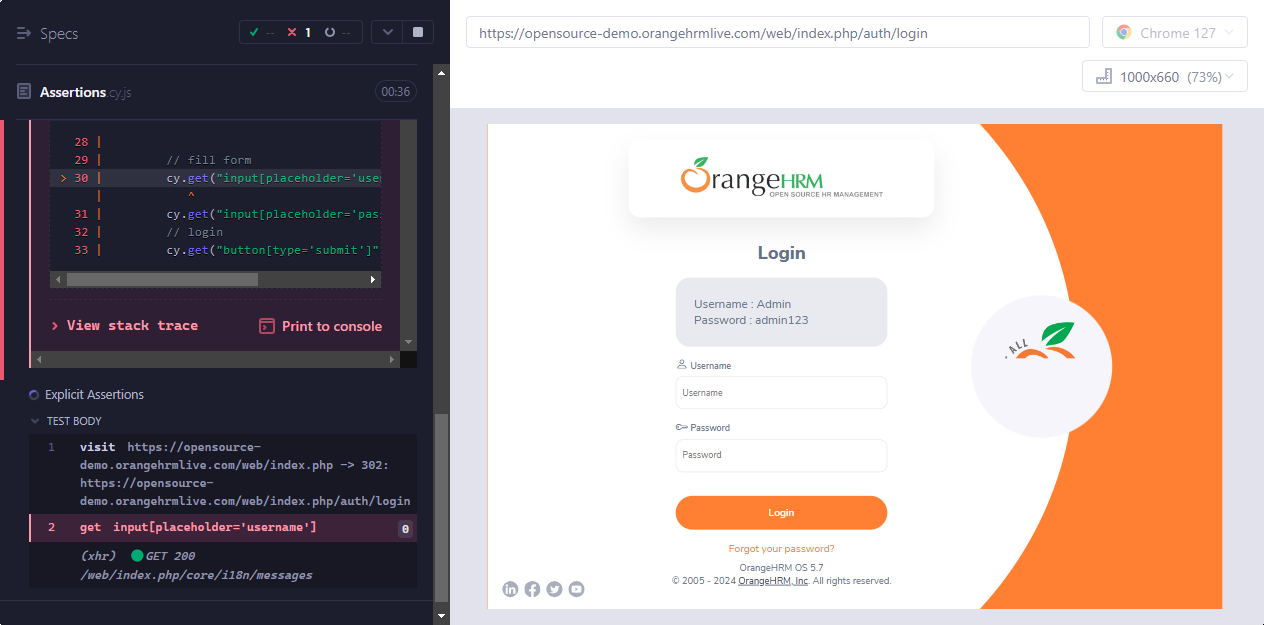 Specs
-- 1 --
Assertions.cy.js
00:36
28 |
29 | // fill form
> 30 | cy.get("input[placeholder='user
| ^
31 | cy.get("input[placeholder='pas
32 | // login
33 | cy.get("button[type='submit']"
> View stack trace
Print to console
Explicit Assertions
TEST BODY
1 visit https://opensource-
demo.orangehrmlive.com/web/index.php -> 302:
https://opensource-
demo.orangehrmlive.com/web/index.php/auth/login
2 get input[placeholder='username'] 0
(xhr) GET 200
/web/index.php/core/i18n/messages
https://opensource-demo.orangehrmlive.com/web/index.php/auth/login
Chrome 127
1000x660 (73%)
OrangeHRM
OPEN SOURCE HR MANAGEMENT
Login
Username : Admin
Password : admin123
Username
Username
Password
Password
Login
Forgot your password?
OrangeHRM OS 5.7
© 2005 - 2024 OrangeHRM, Inc. All rights reserved.
· ALL